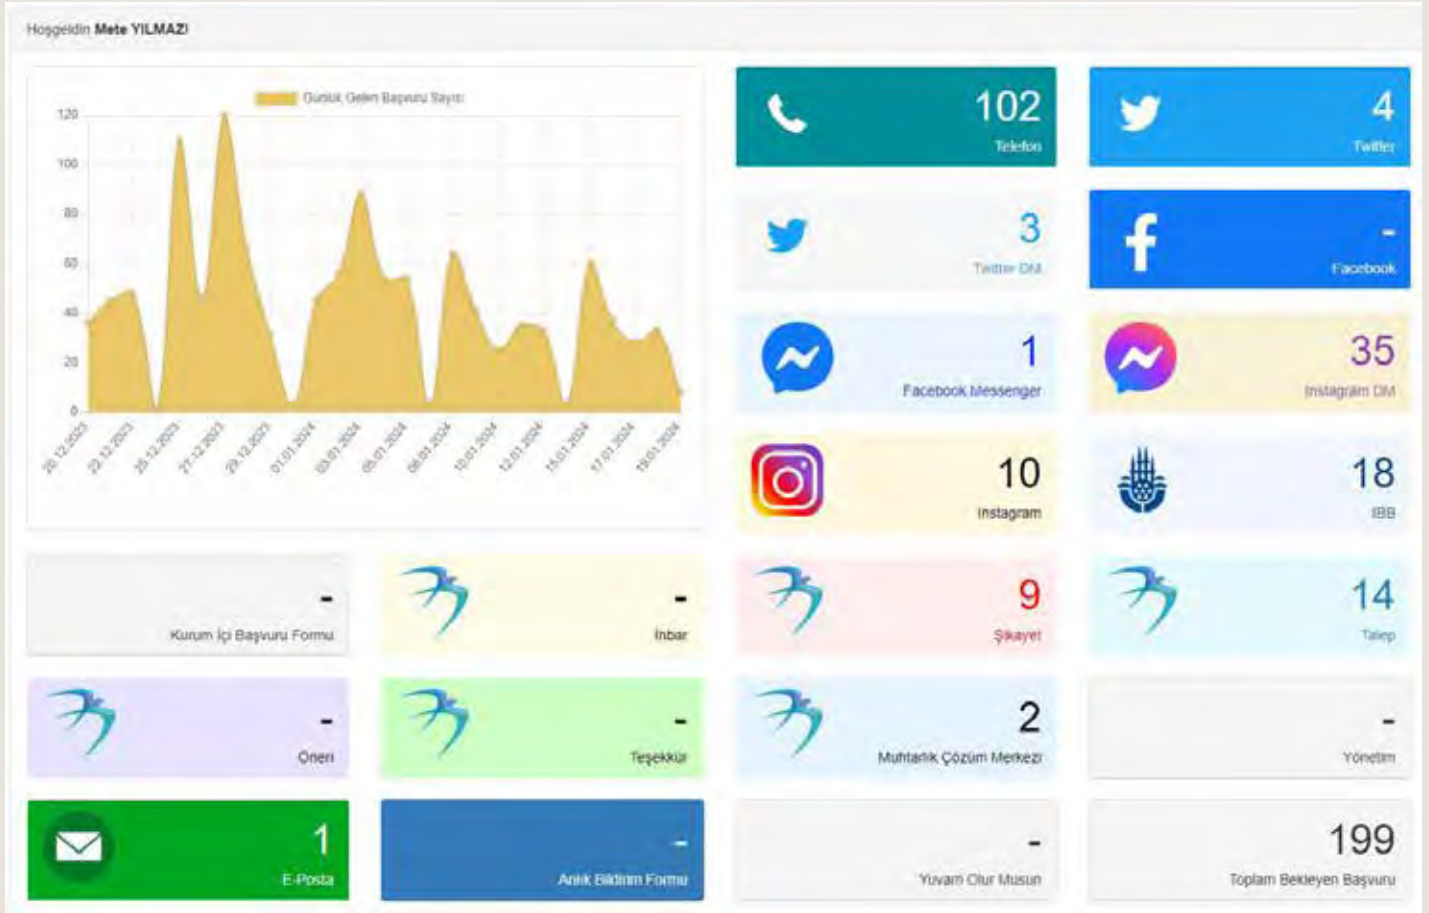 Hoşgeldin Mete YILMAZ!
Günlük Gelen Başvuru Sayısı
120
100
80
60
40
20
0
20.12.2023
22.12.2023
25.12.2023
27.12.2023
29.12.2023
01.01.2024
03.01.2024
05.01.2024
08.01.2024
10.01.2024
12.01.2024
15.01.2024
17.01.2024
19.01.2024
102
Telefon
4
Twitter
3
Twitter DM
-
Facebook
1
Facebook Messenger
35
Instagram DM
10
Instagram
18
IBB
-
Kurum İçi Başvuru Formu
-
İhbar
9
Şikayet
14
Talep
-
Öneri
-
Teşekkür
2
Muhtarlık Çözüm Merkezi
-
Yönetim
1
E-Posta
-
Anlık Bildirim Formu
-
Yuvam Olur Musun
199
Toplam Bekleyen Başvuru